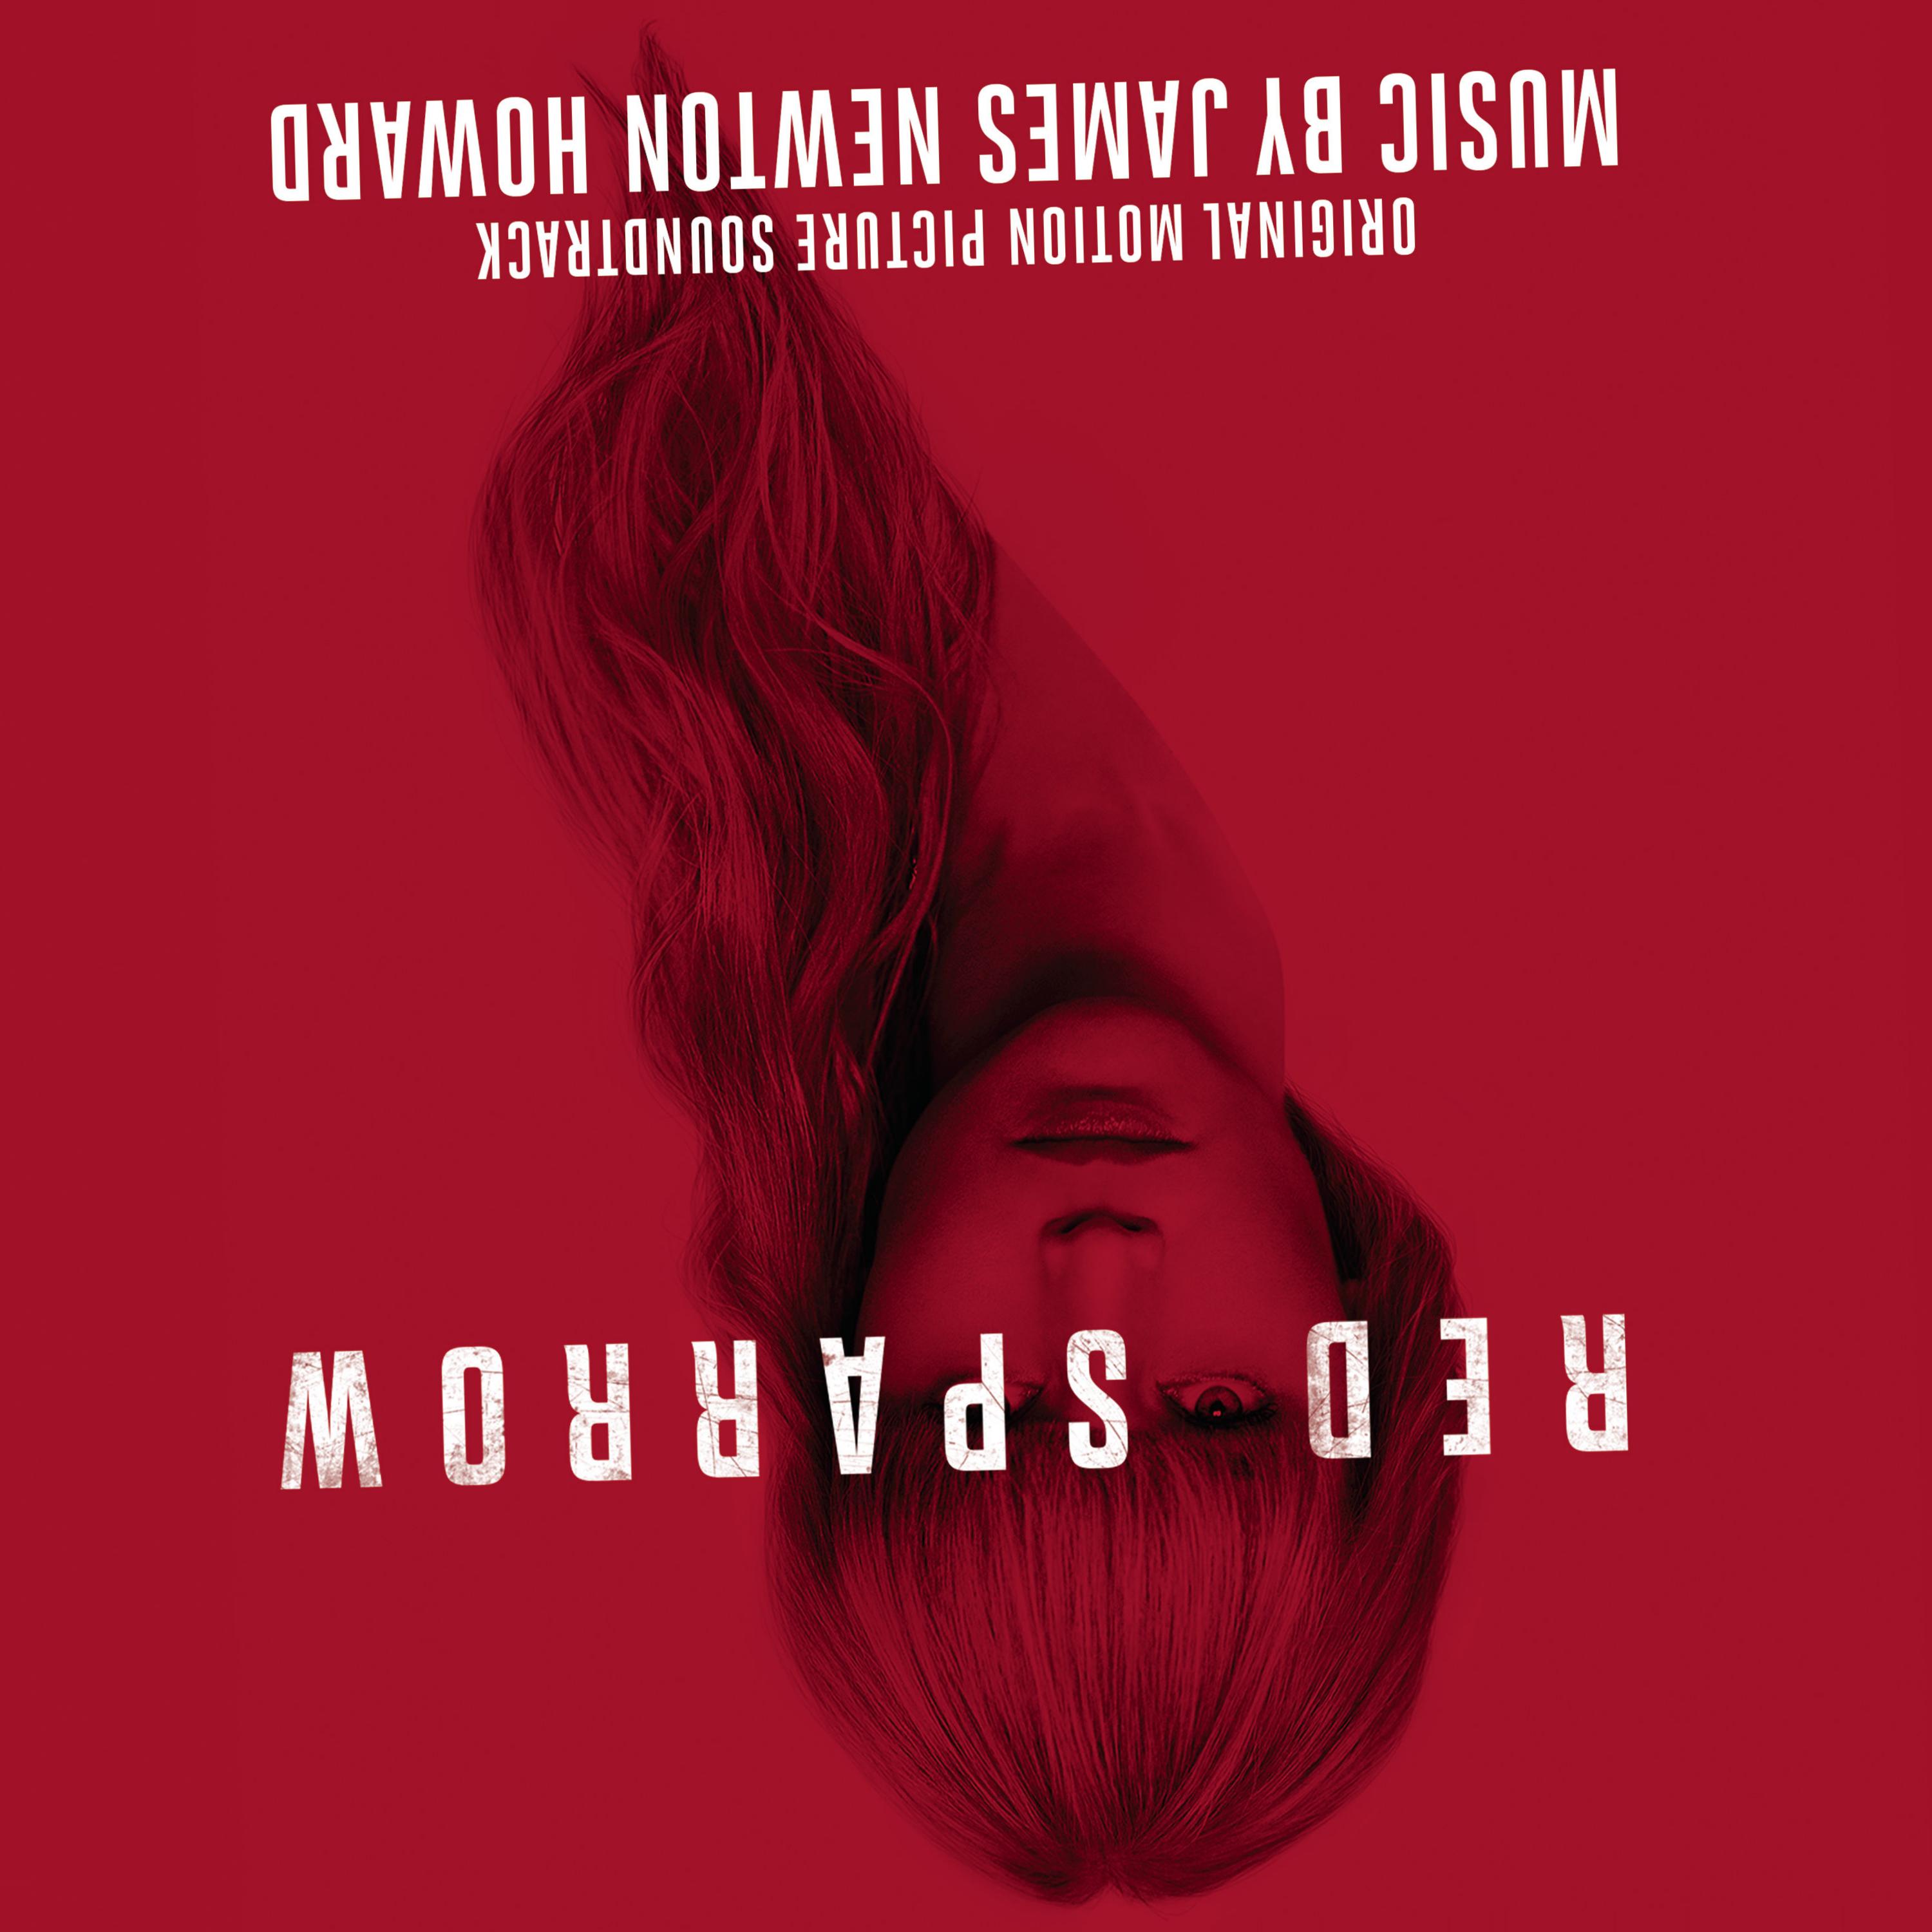 RED SPARROW
ORIGINAL MOTION PICTURE SOUNDTRACK
MUSIC BY JAMES NEWTON HOWARD